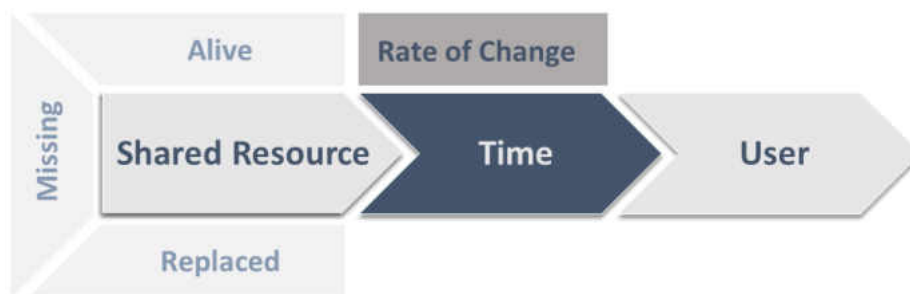 Alive
Rate of Change
Missing
Shared Resource
Time
User
Replaced